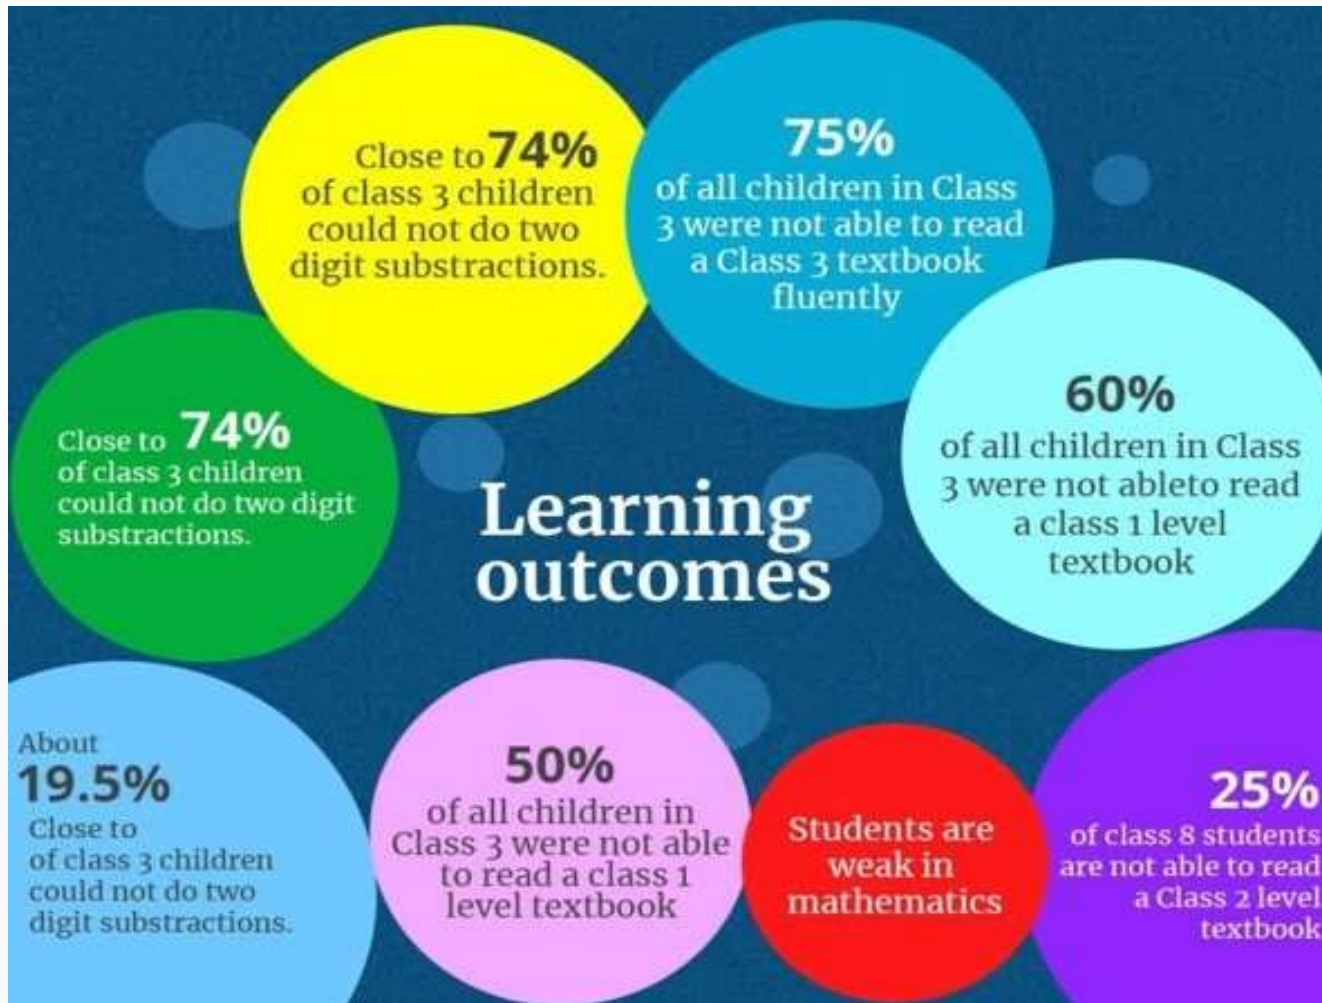 Close to 74%
of class 3 children
could not do two
digit substractions.
75%
of all children in Class
3 were not able to read
a Class 3 textbook
fluently
60%
of all children in Class
3 were not ableto read
a class 1 level
textbook
Close to 74%
of class 3 children
could not do two digit
substractions.
Learning
outcomes
About
19.5%
Close to
of class 3 children
could not do two
digit substractions.
50%
of all children in
Class 3 were not able
to read a class 1
level textbook
Students are
weak in
mathematics
25%
of class 8 students
are not able to read
a Class 2 level
textbook